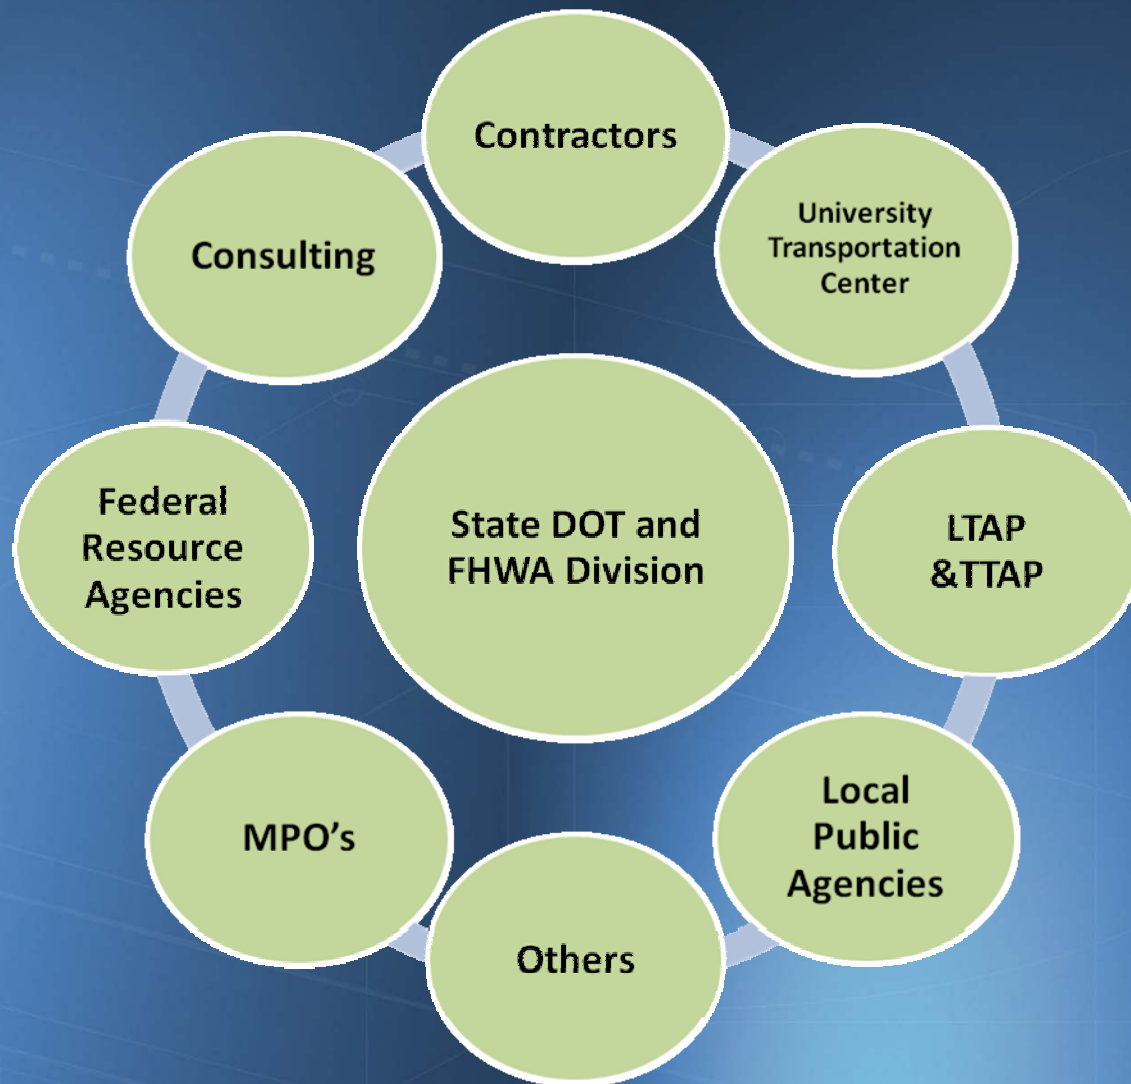 Contractors
University
Transportation
Center
Consulting
Federal
Resource
Agencies
State DOT and
FHWA Division
LTAP
&TTAP
MPO's
Local
Public
Agencies
Others